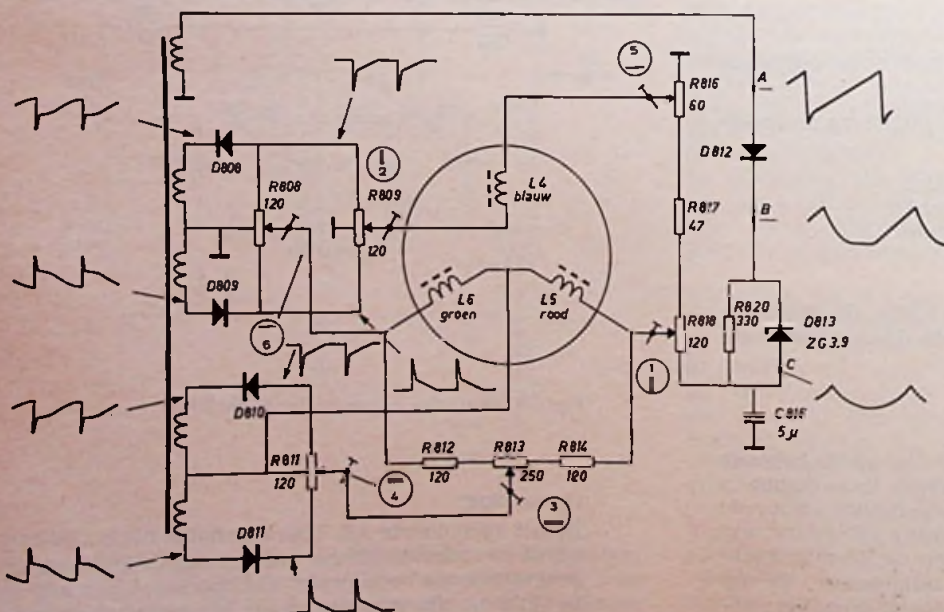 5
R816
60
A
D812
D808
2
R809
120
R808
120
L4
blauw
R817
47
B
D809
L6
groen
L5
rood
R818
120
R820
330
D813
ZG3.9
6
1
C
D810
C815
5µ
R811
120
4
R812
120
R813
250
R814
120
3
D811